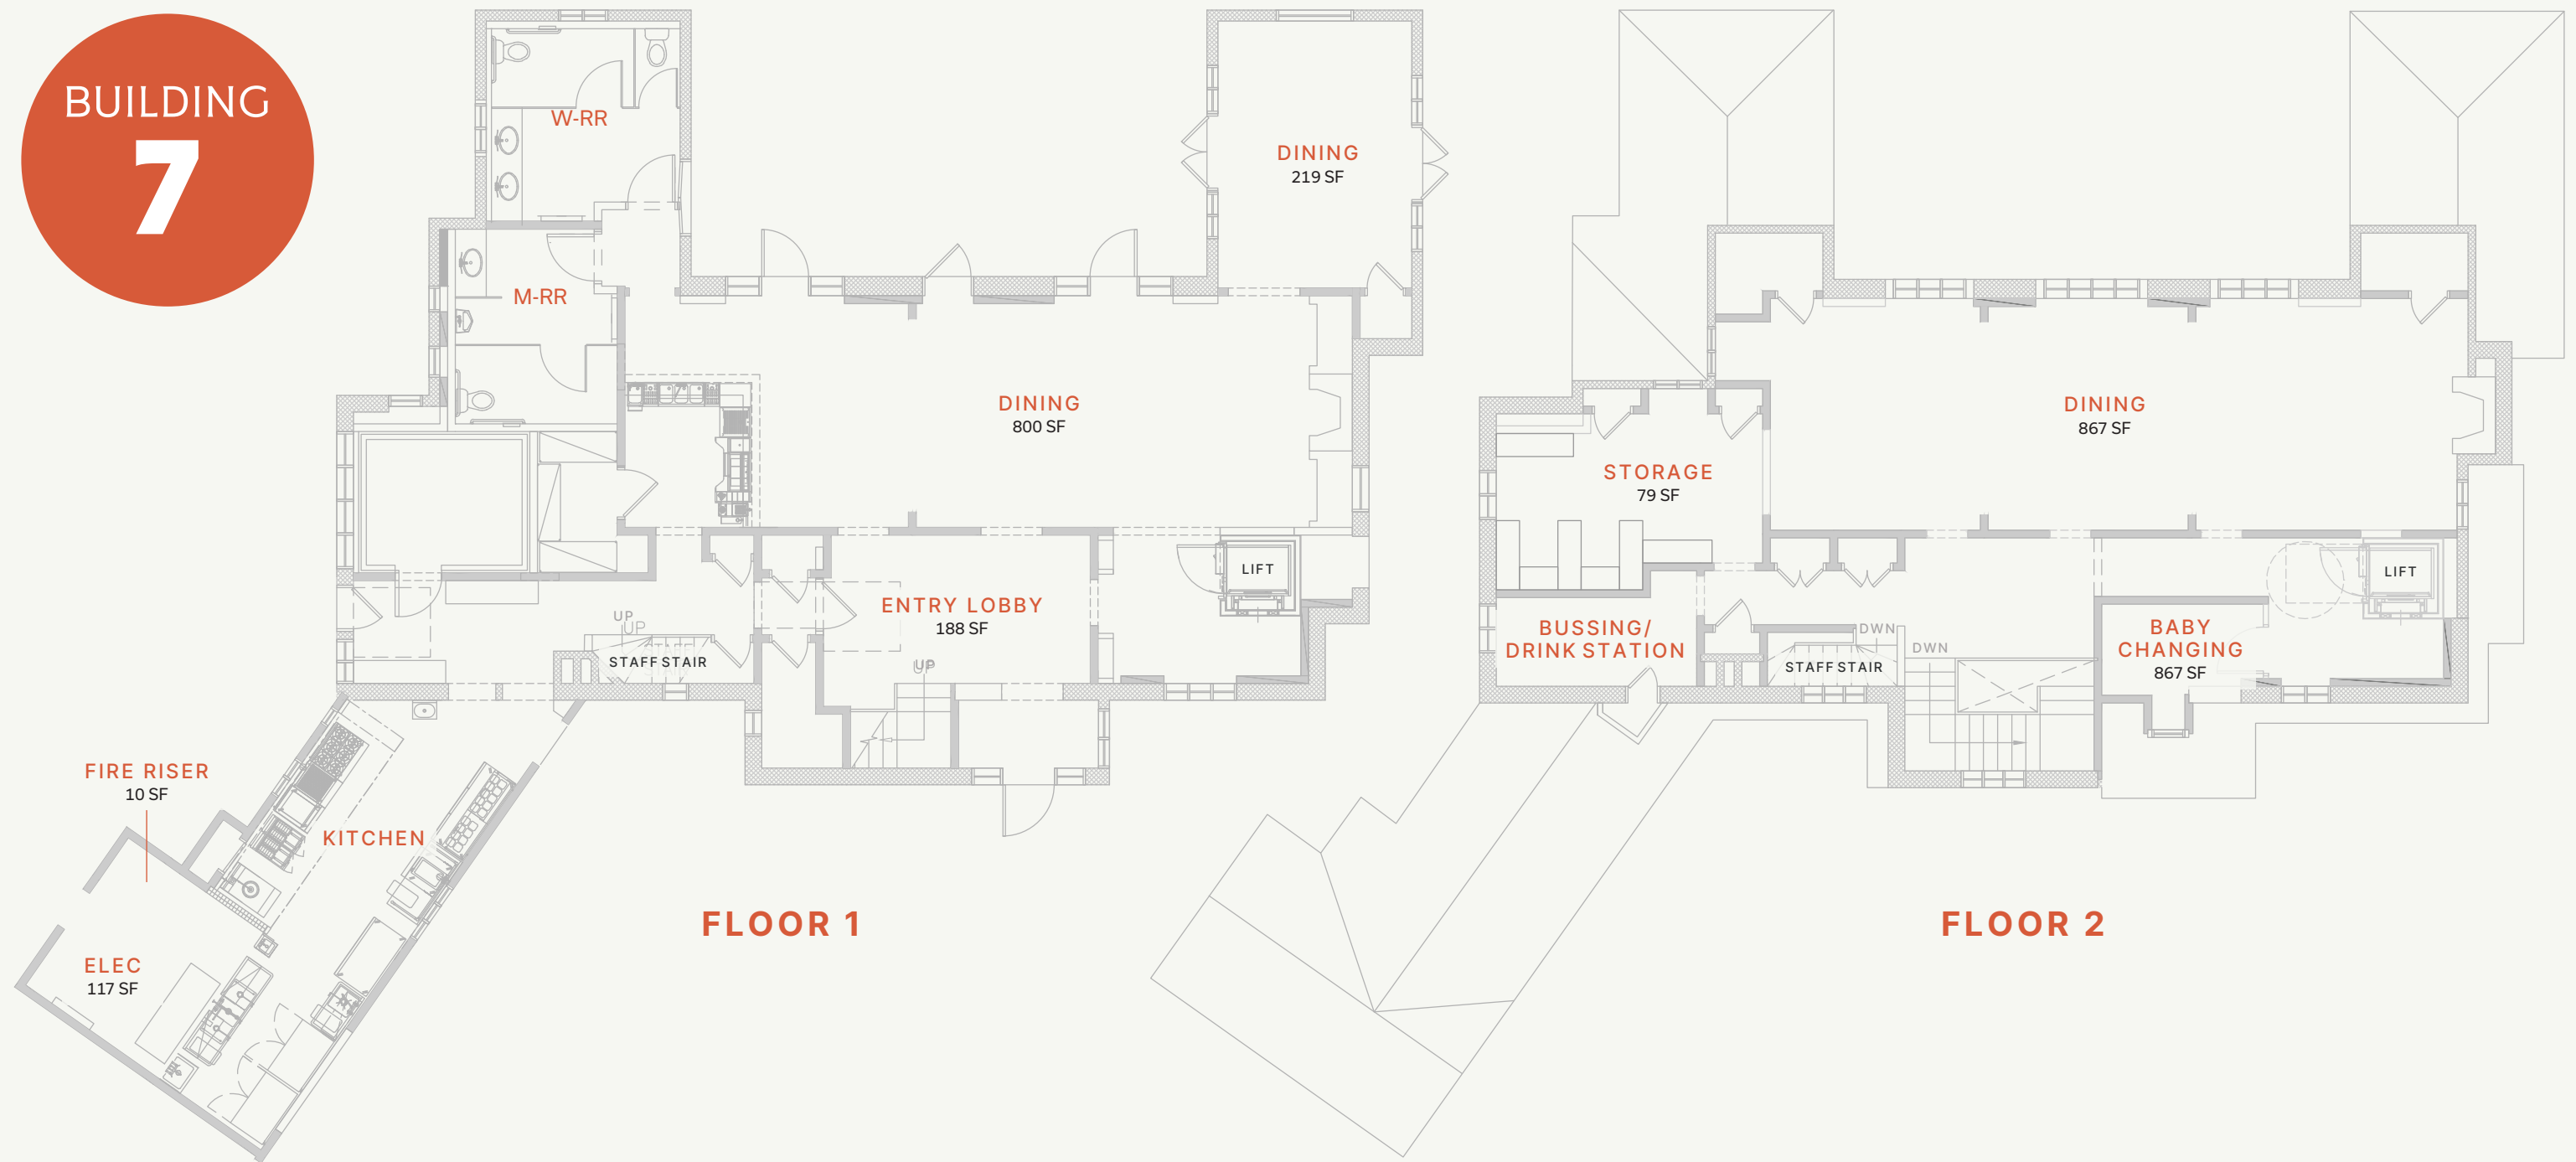 BUILDING
7
W-RR
M-RR
DINING
219 SF
DINING
800 SF
ENTRY LOBBY
188 SF
LIFT
UP
UP
STAFF STAIR
UP
FIRE RISER
10 SF
KITCHEN
ELEC
117 SF
FLOOR 1
DINING
867 SF
STORAGE
79 SF
BUSSING/
DRINK STATION
LIFT
BABY
CHANGING
867 SF
DWN
DWN
STAFF STAIR
FLOOR 2